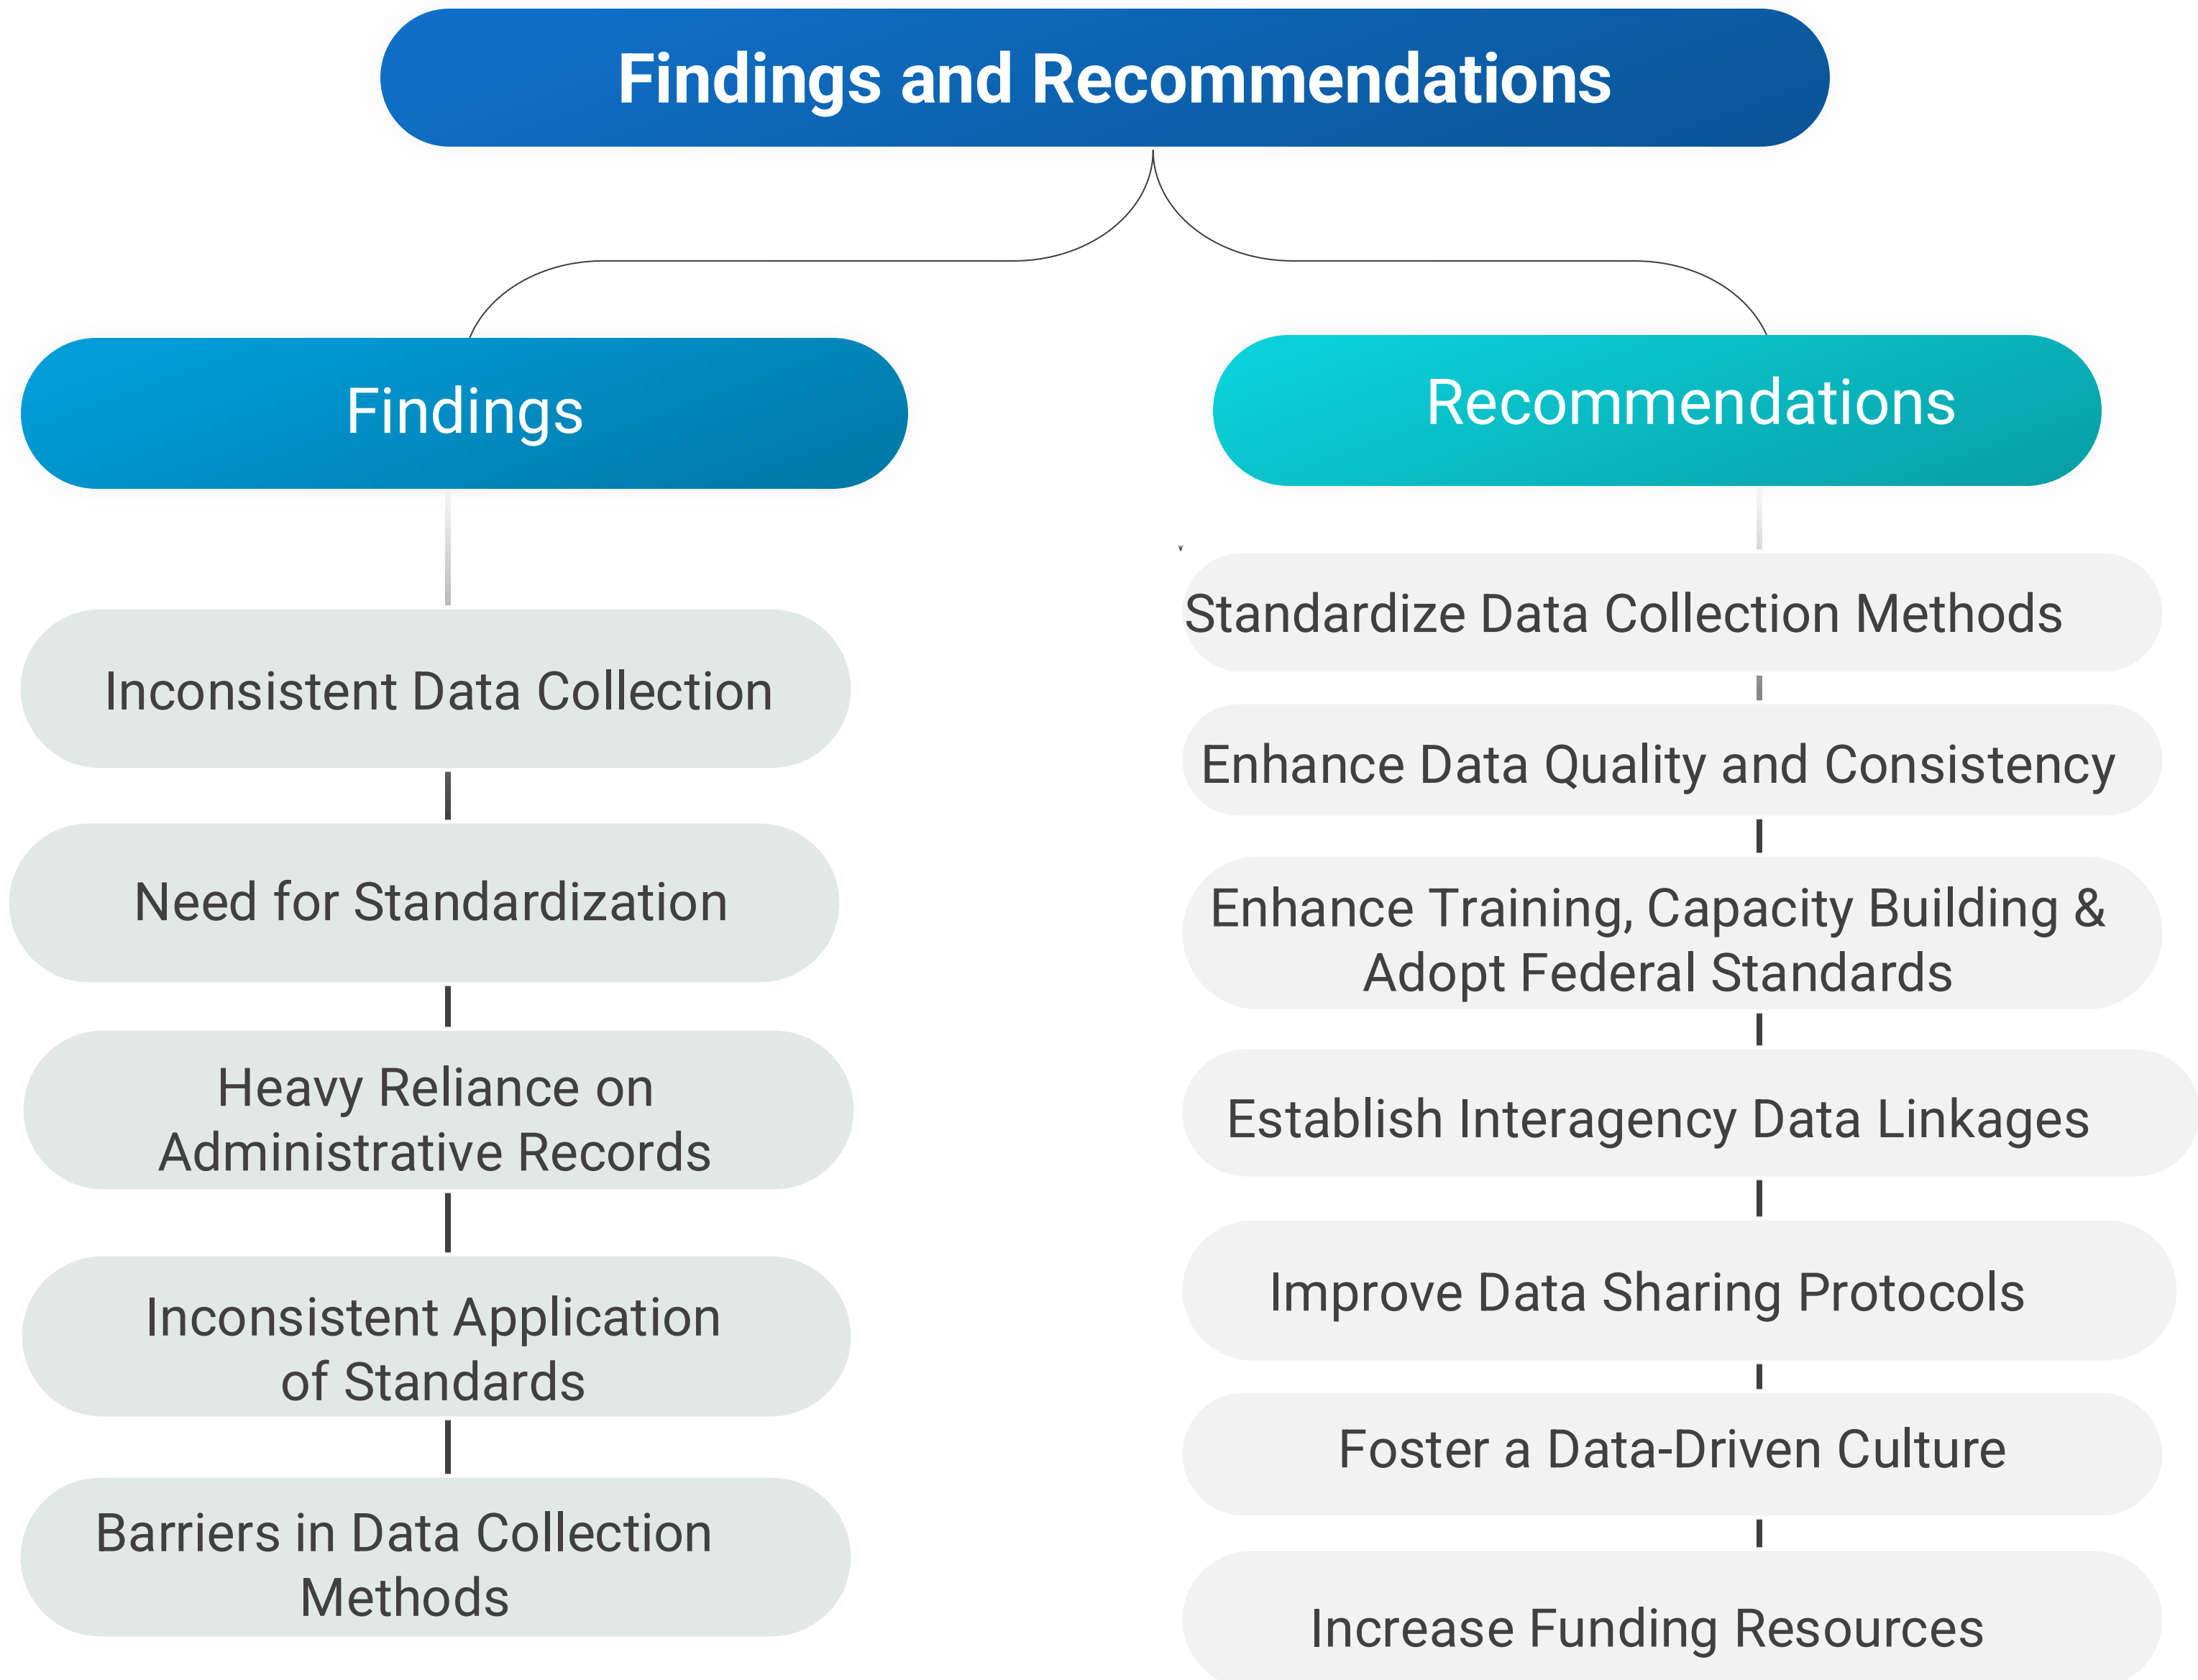 Findings and Recommendations
Findings
Inconsistent Data Collection
Need for Standardization
Heavy Reliance on
Administrative Records
Inconsistent Application
of Standards
Barriers in Data Collection
Methods
Recommendations
Standardize Data Collection Methods
Enhance Data Quality and Consistency
Enhance Training, Capacity Building &
Adopt Federal Standards
Establish Interagency Data Linkages
Improve Data Sharing Protocols
Foster a Data-Driven Culture
Increase Funding Resources